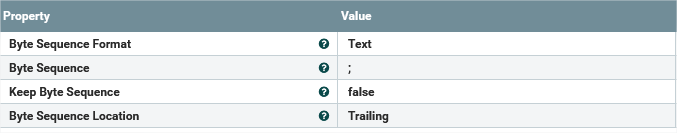 Property Value
Byte Sequence Format ? Text
Byte Sequence ? ;
Keep Byte Sequence ? false
Byte Sequence Location ? Trailing